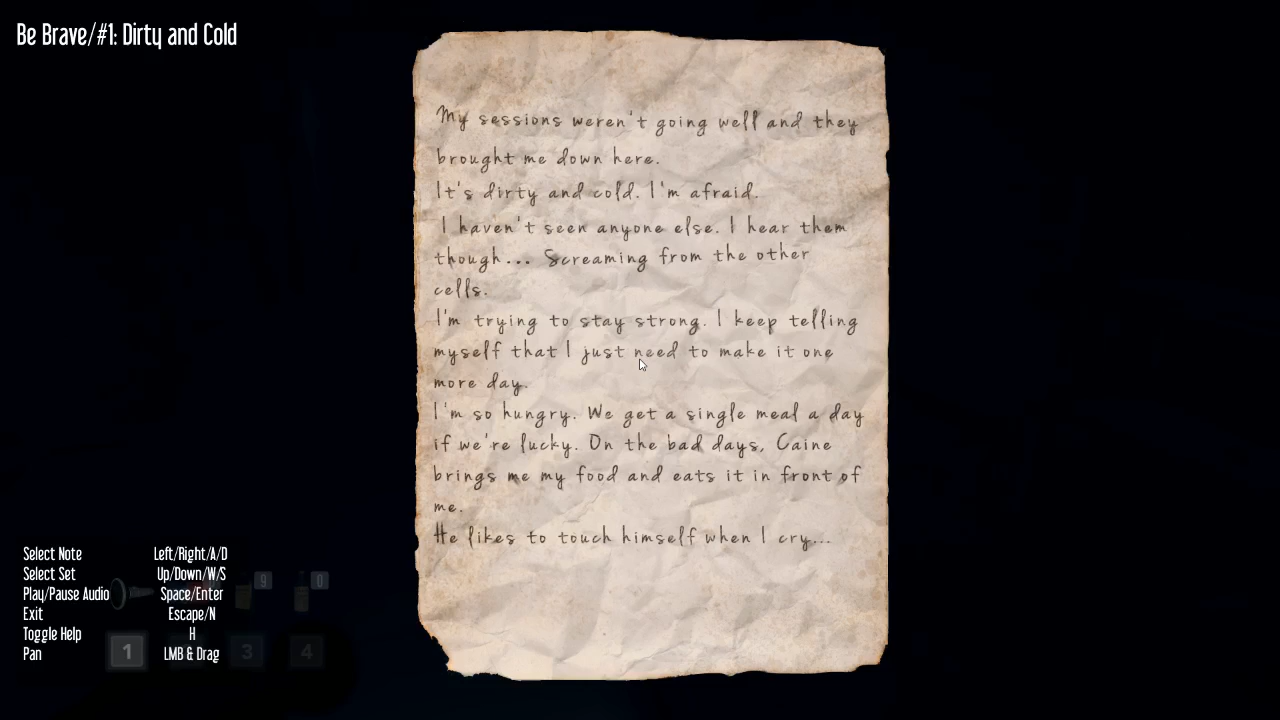 Be Brave/#1: Dirty and Cold
My sessions weren't going well and they
brought me down here.
It's dirty and cold. I'm afraid.
I haven't seen anyone else. I hear them
though... Screaming from the other
cells.
I'm trying to stay strong. I keep telling
myself that I just need to make it one
more day.
I'm so hungry. We get a single meal a day
if we're lucky. On the bad days, Caine
brings me my food and eats it in front of
me.
He likes to touch himself when I cry...
Select Note Left/Right/A/D
Select Set Up/Down/W/S
Play/Pause Audio Space/Enter
Exit Escape/N
Toggle Help H
Pan LMB & Drag
9 0
1 3 4